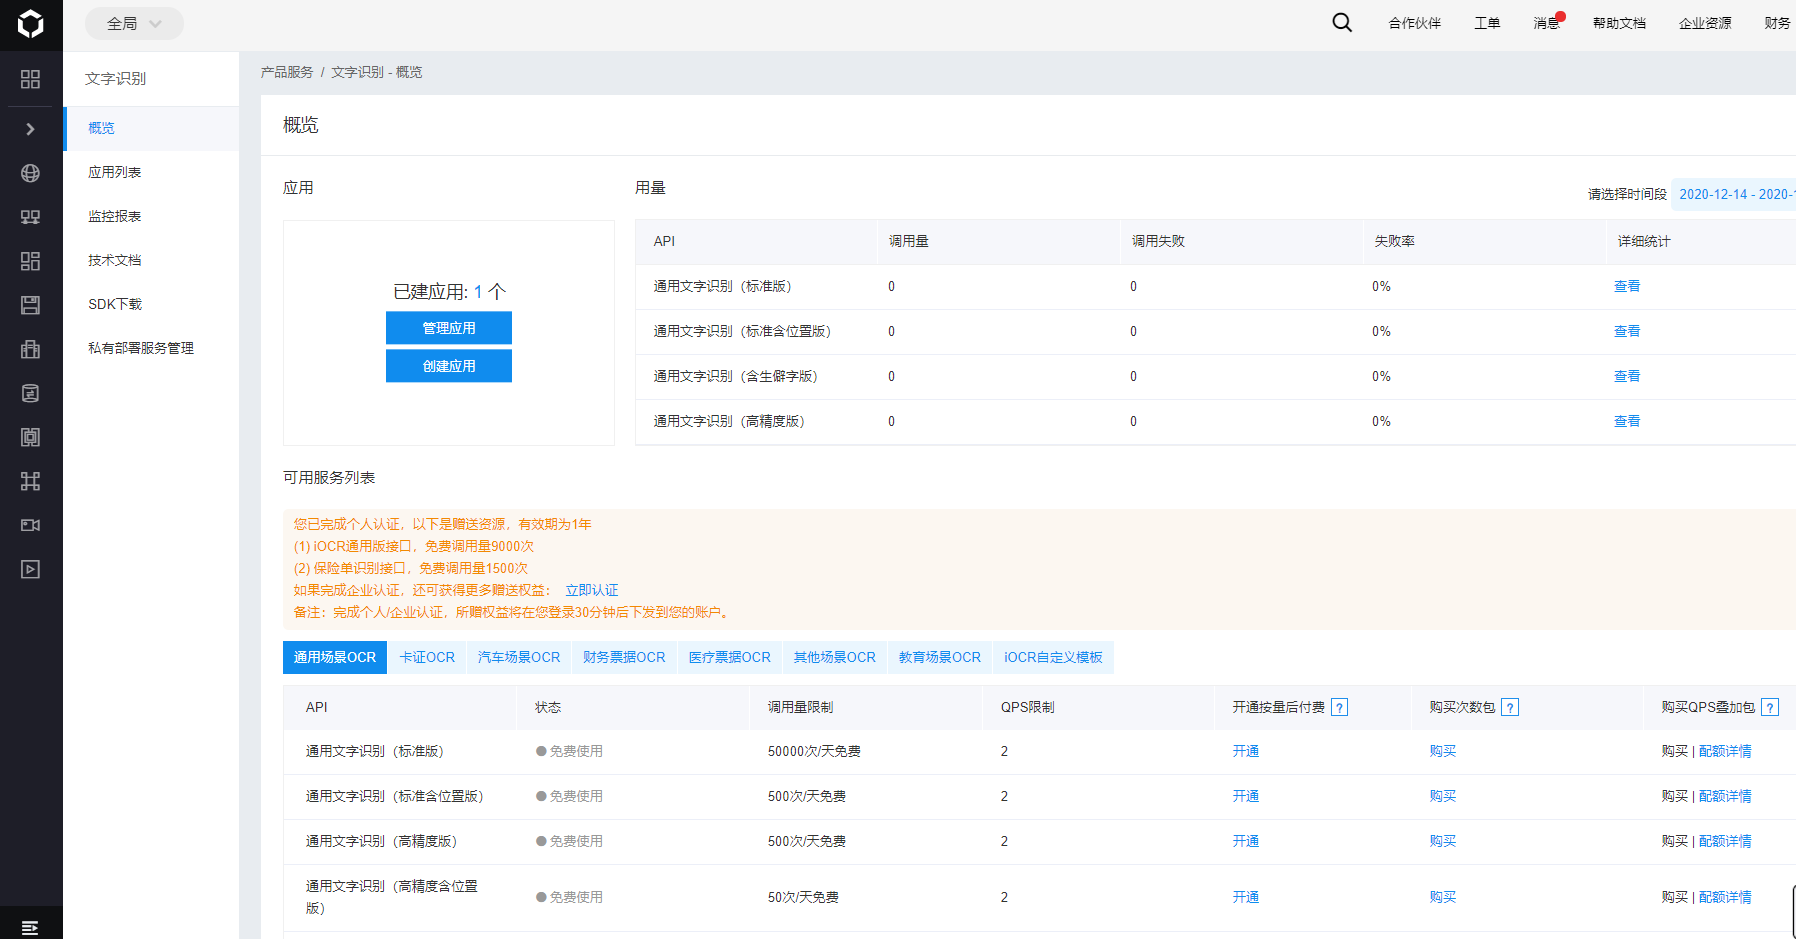 全局
合作伙伴
工单
消息
帮助文档
企业资源
财务
文字识别
概览
应用列表
监控报表
技术文档
SDK下载
私有部署服务管理
产品服务 / 文字识别 - 概览
概览
应用
已建应用: 1 个
管理应用
创建应用
用量
请选择时间段 2020-12-14 - 2020-1
API 调用量 调用失败 失败率 详细统计
通用文字识别（标准版） 0 0 0% 查看
通用文字识别（标准含位置版） 0 0 0% 查看
通用文字识别（含生僻字版） 0 0 0% 查看
通用文字识别（高精度版） 0 0 0% 查看
可用服务列表
您已完成个人认证，以下是赠送资源，有效期为1年
(1) iOCR通用版接口，免费调用量9000次
(2) 保险单识别接口，免费调用量1500次
如果完成企业认证，还可获得更多赠送权益： 立即认证
备注：完成个人/企业认证，所赠权益将在您登录30分钟后下发到您的账户。
通用场景OCR 卡证OCR 汽车场景OCR 财务票据OCR 医疗票据OCR 其他场景OCR 教育场景OCR iOCR自定义模板
API 状态 调用量限制 QPS限制 开通按量后付费 ? 购买次数包 ? 购买QPS叠加包 ?
通用文字识别（标准版） 免费使用 50000次/天免费 2 开通 购买 购买 | 配额详情
通用文字识别（标准含位置版） 免费使用 500次/天免费 2 开通 购买 购买 | 配额详情
通用文字识别（高精度版） 免费使用 500次/天免费 2 开通 购买 购买 | 配额详情
通用文字识别（高精度含位置
版） 免费使用 50次/天免费 2 开通 购买 购买 | 配额详情